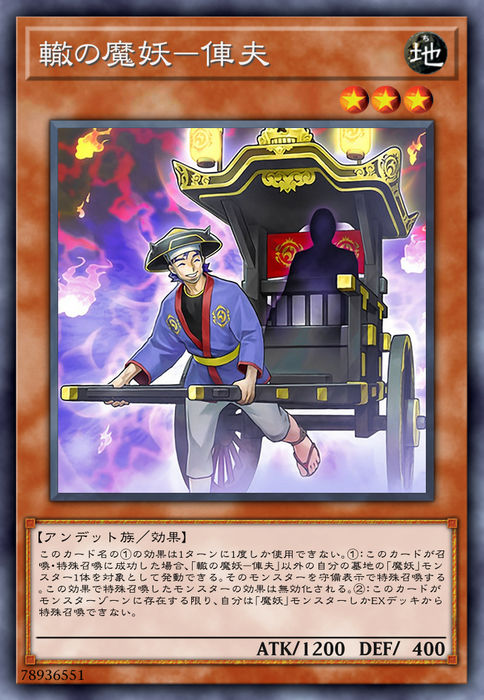 轍の魔妖－俥夫
ち
地
【アンデット族／効果】
このカード名の①の効果は1ターンに1度しか使用できない。①：このカードが召
喚・特殊召喚に成功した場合、「轍の魔妖－俥夫」以外の自分の墓地の「魔妖」モン
スター1体を対象として発動できる。そのモンスターを守備表示で特殊召喚する
。この効果で特殊召喚したモンスターの効果は無効化される。②：このカードが
モンスターゾーンに存在する限り、自分は「魔妖」モンスターしかEXデッキから
特殊召喚できない。
ATK/1200 DEF/ 400
78936551